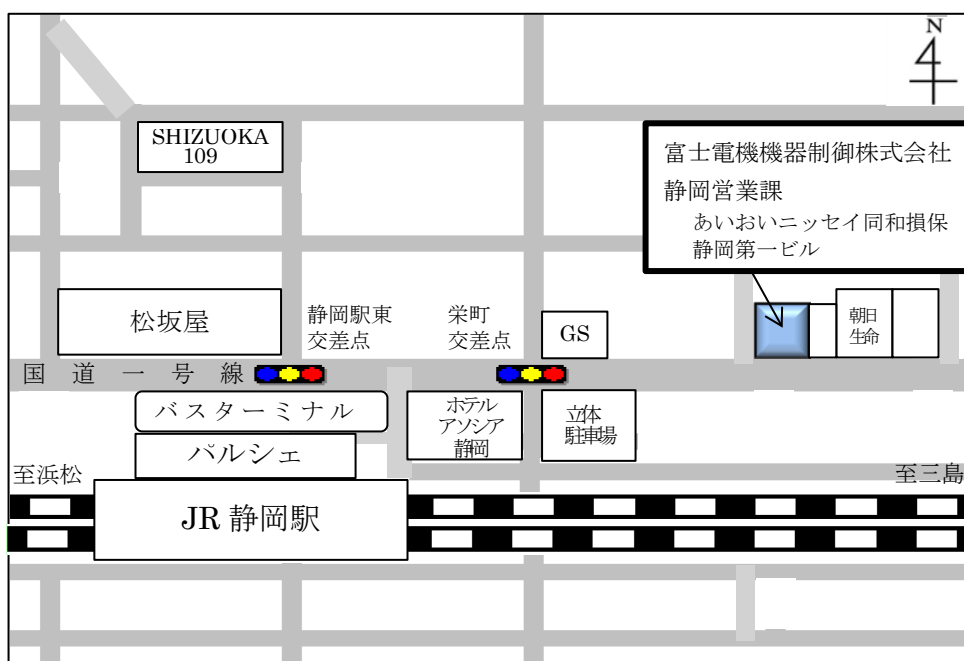 N
SHIZUOKA
109
富士電機機器制御株式会社
静岡営業課
あいおいニッセイ同和損保
静岡第一ビル
松坂屋
静岡駅東
交差点
栄町
交差点
GS
朝日
生命
国道一号線
バスターミナル
ホテル
アソシア
静岡
立体
駐車場
パルシェ
至浜松
至三島
JR 静岡駅